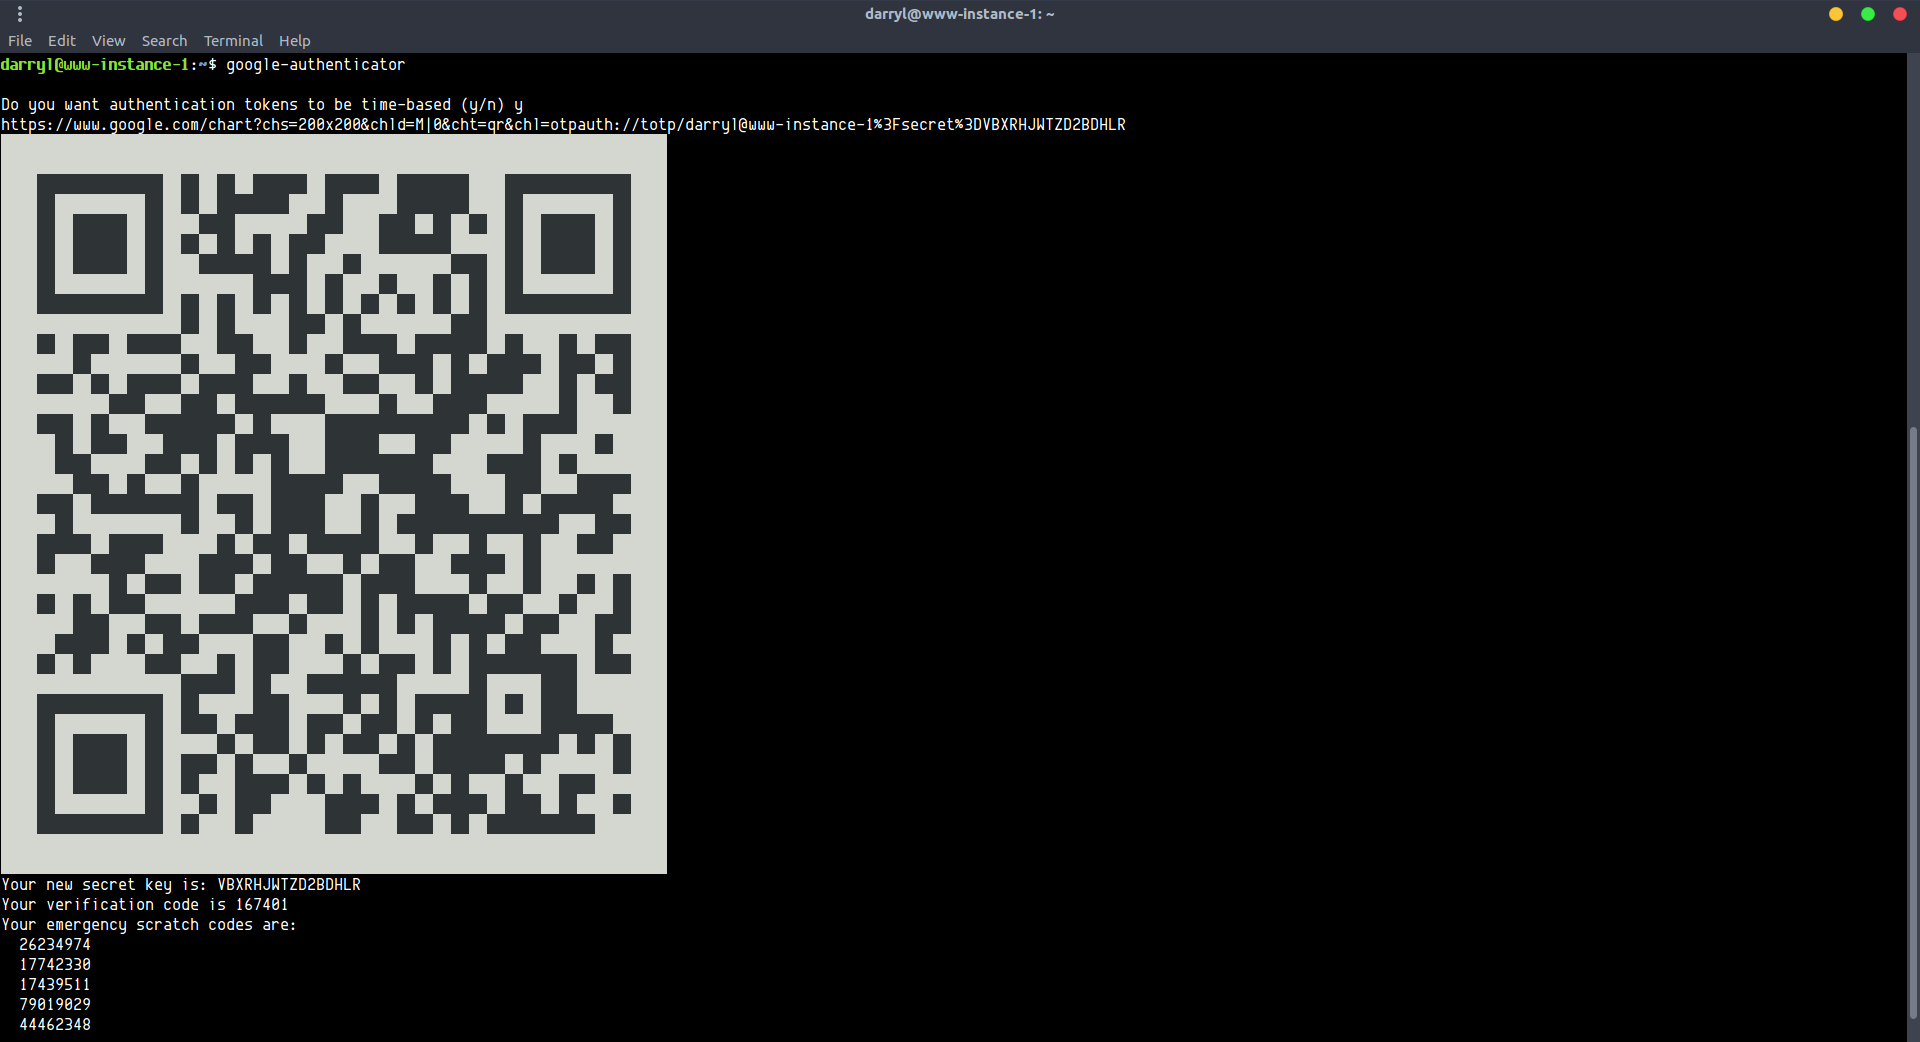 darryl@www-instance-1: ~
File Edit View Search Terminal Help
darryl@www-instance-1:~$ google-authenticator
Do you want authentication tokens to be time-based (y/n) y
https://www.google.com/chart?chs=200x200&chld=M|0&cht=qr&chl=otpauth://totp/darryl@www-instance-1%3Fsecret%3DVBXRHJWTZD2BDHLR
Your new secret key is: VBXRHJWTZD2BDHLR
Your verification code is 167401
Your emergency scratch codes are:
26234974
17742330
17439511
79019029
44462348